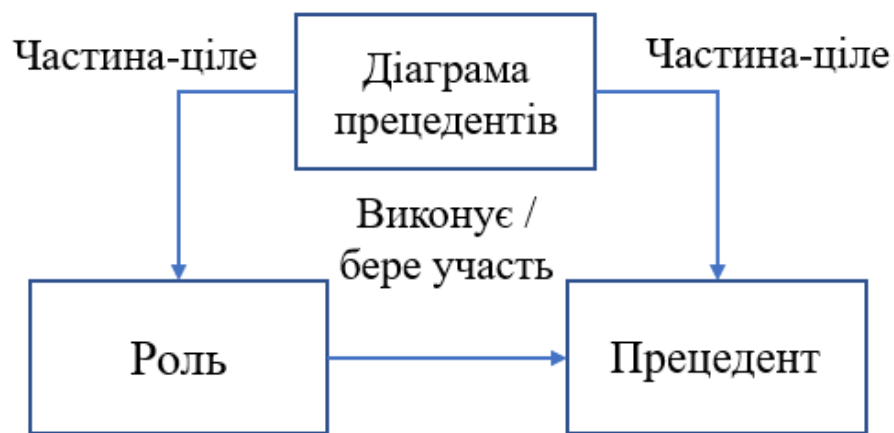 Частина-ціле
Діаграма
прецедентів
Частина-ціле
Виконує /
бере участь
Роль
Прецедент